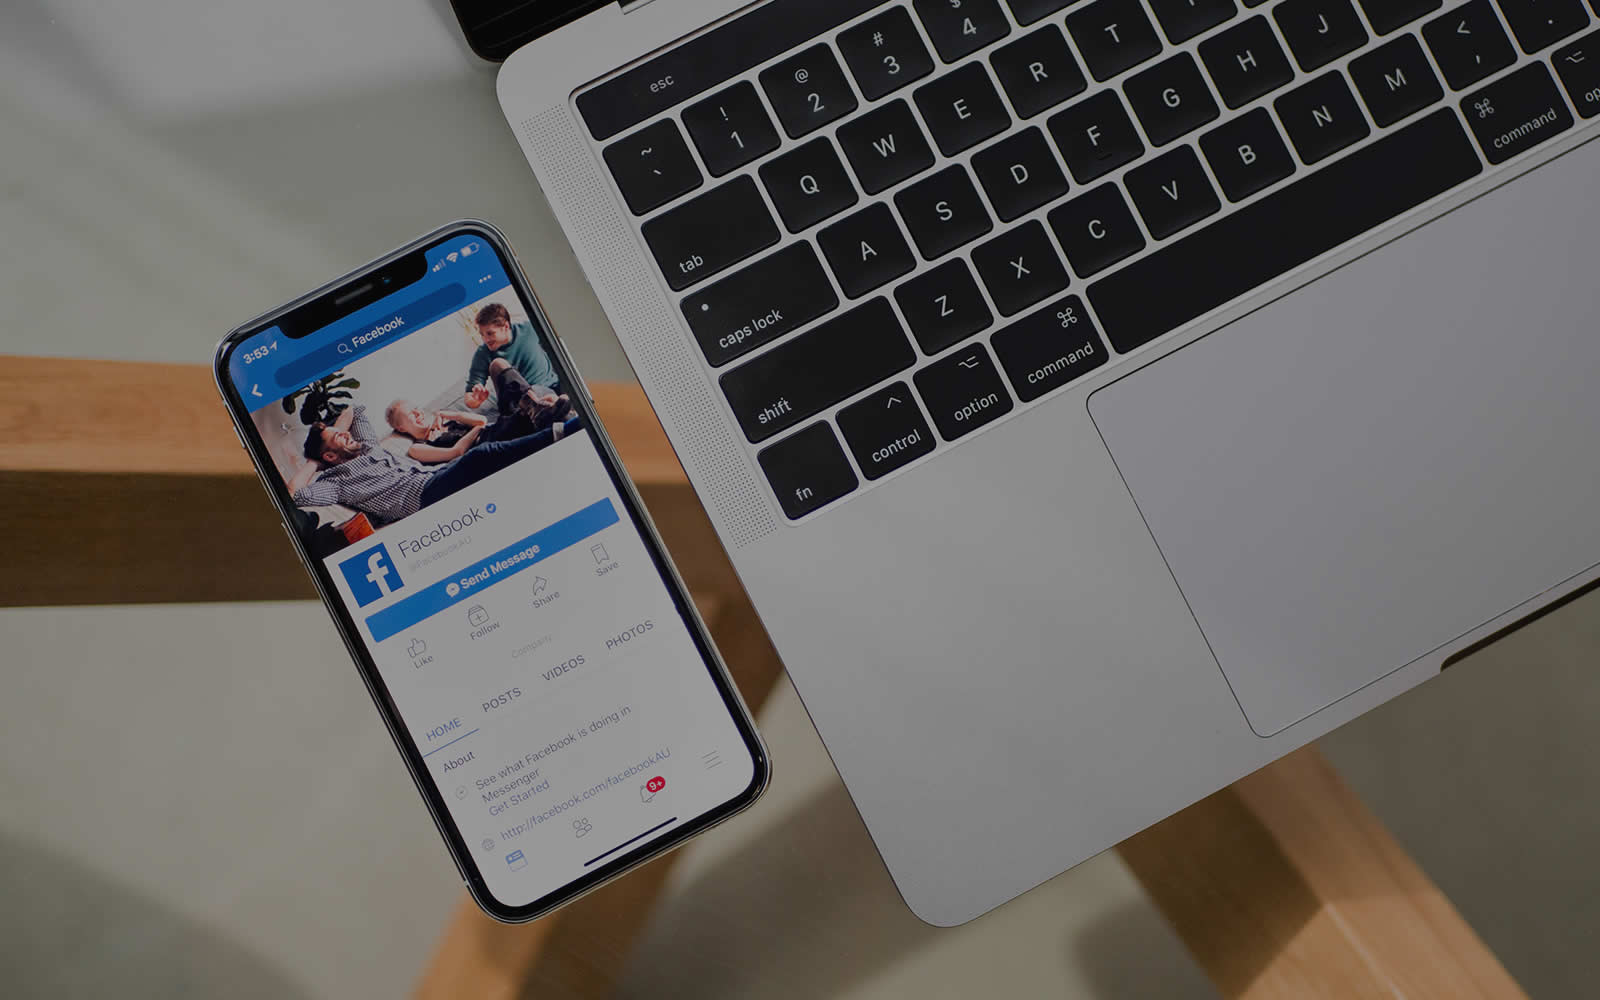 3:53
Facebook
Facebook
@FacebookAU
Send Message
Like
Follow
Share
Save
Company
HOME
POSTS
VIDEOS
PHOTOS
About
See what Facebook is doing in
Messenger
Get Started
http://facebook.com/facebookAU
9+
esc
~ `
! 1
@ 2
# 3
$ 4
tab
Q
W
E
R
T
caps lock
A
S
D
F
G
H
J
shift
Z
X
C
V
B
N
M
< ,
.
fn
control
option
command
command
op